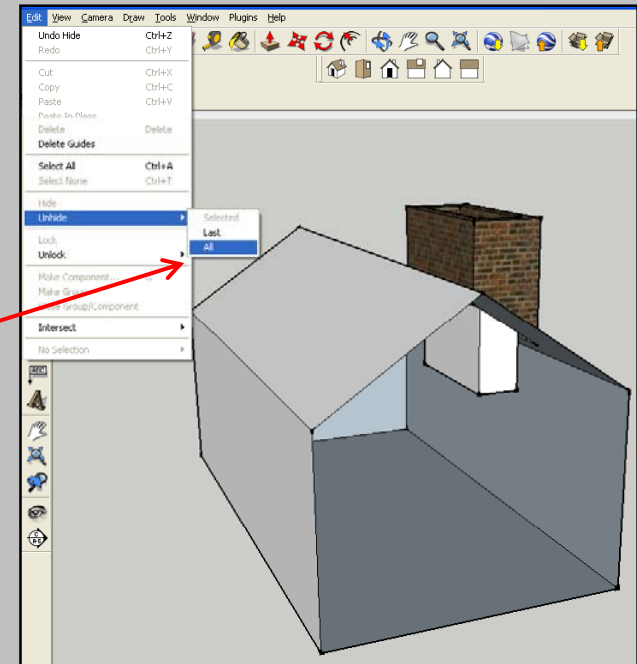 Edit View Camera Draw Tools Window Plugins Help
Undo Hide Ctrl+Z
Redo Ctrl+Y
Cut Ctrl+X
Copy Ctrl+C
Paste Ctrl+V
Paste In Place
Delete Delete
Delete Guides
Select All Ctrl+A
Select None Ctrl+T
Hide
Unhide
Selected
Last
All
Lock
Unlock
Make Component...
Make Group
Close Group/Component
Intersect
No Selection